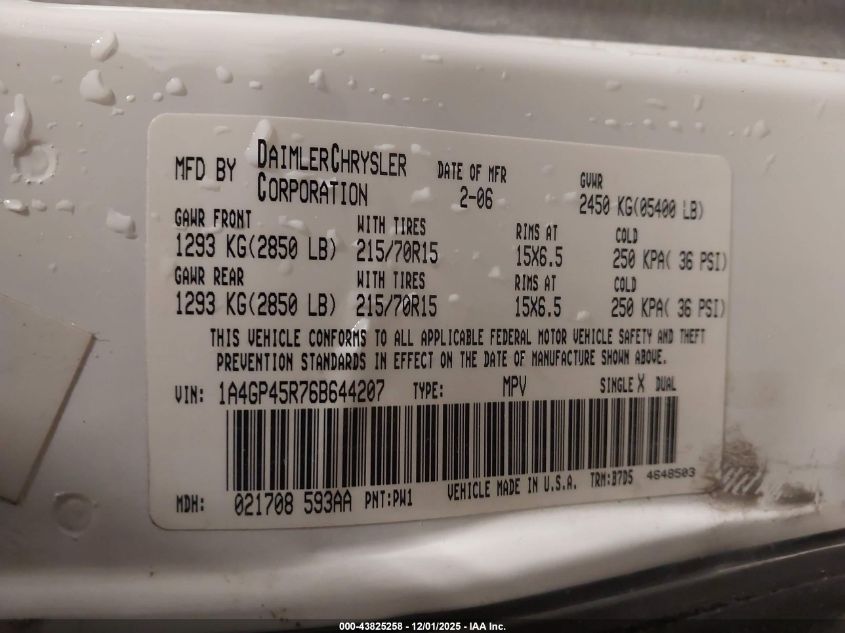 MFD BY DAIMLERCHRYSLER CORPORATION DATE OF MFR 2-06 GVWR 2450 KG(05400 LB)
GAWR FRONT WITH TIRES RIMS AT COLD
1293 KG(2850 LB) 215/70R15 15X6.5 250 KPA( 36 PSI)
GAWR REAR WITH TIRES RIMS AT COLD
1293 KG(2850 LB) 215/70R15 15X6.5 250 KPA( 36 PSI)
THIS VEHICLE CONFORMS TO ALL APPLICABLE FEDERAL MOTOR VEHICLE SAFETY AND THEFT
PREVENTION STANDARDS IN EFFECT ON THE DATE OF MANUFACTURE SHOWN ABOVE.
VIN: 1A4GP45R76B644207 TYPE: MPV SINGLE X DUAL
MDH: 021708 593AA PNT:PW1 VEHICLE MADE IN U.S.A. TRM:B7D5 4648503
000-43825258 - 12/01/2025 - IAA Inc.